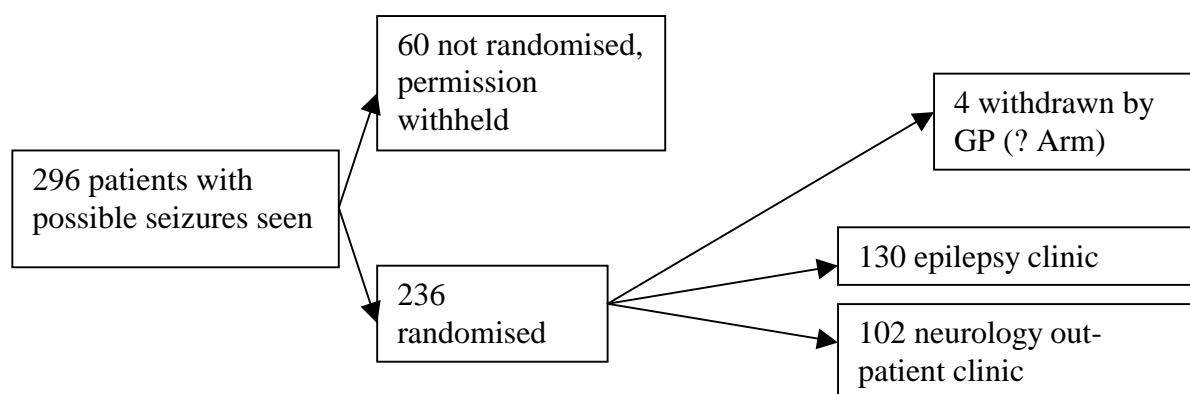 296 patients with
possible seizures seen
60 not randomised,
permission
withheld
236
randomised
4 withdrawn by
GP (? Arm)
130 epilepsy clinic
102 neurology out-
patient clinic